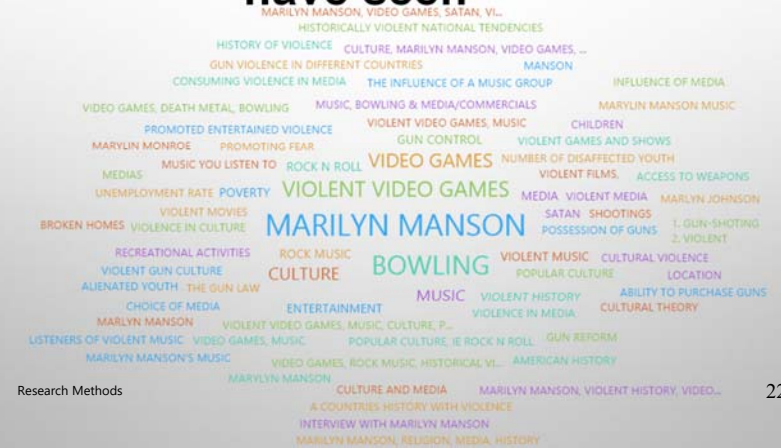 have seen
MARILYN MANSON, VIDEO GAMES, SATAN, VI...
HISTORICALLY VIOLENT NATIONAL TENDENCIES
HISTORY OF VIOLENCE CULTURE, MARILYN MANSON, VIDEO GAMES, ...
GUN VIOLENCE IN DIFFERENT COUNTRIES MANSON
CONSUMING VIOLENCE IN MEDIA THE INFLUENCE OF A MUSIC GROUP INFLUENCE OF MEDIA
VIDEO GAMES, DEATH METAL, BOWLING MUSIC, BOWLING & MEDIA/COMMERCIALS MARYLIN MANSON MUSIC
PROMOTED ENTERTAINED VIOLENCE VIOLENT VIDEO GAMES, MUSIC CHILDREN
MARYLIN MONROE PROMOTING FEAR GUN CONTROL VIOLENT GAMES AND SHOWS
MEDIAS MUSIC YOU LISTEN TO ROCK N ROLL VIDEO GAMES NUMBER OF DISAFFECTED YOUTH
VIOLENT FILMS, ACCESS TO WEAPONS
UNEMPLOYMENT RATE POVERTY VIOLENT VIDEO GAMES MEDIA VIOLENT MEDIA MARLYN JOHNSON
BROKEN HOMES VIOLENT MOVIES MARILYN MANSON SATAN SHOOTINGS 1. GUN-SHOTING
VIOLENCE IN CULTURE POSSESSION OF GUNS 2. VIOLENT
RECREATIONAL ACTIVITIES ROCK MUSIC BOWLING VIOLENT MUSIC CULTURAL VIOLENCE
VIOLENT GUN CULTURE CULTURE POPULAR CULTURE LOCATION
ALIENATED YOUTH THE GUN LAW MUSIC VIOLENT HISTORY ABILITY TO PURCHASE GUNS
CHOICE OF MEDIA ENTERTAINMENT VIOLENCE IN MEDIA CULTURAL THEORY
MARLYN MANSON VIOLENT VIDEO GAMES, MUSIC, CULTURE, P...
LISTENERS OF VIOLENT MUSIC VIDEO GAMES, MUSIC POPULAR CULTURE, IE ROCK N ROLL GUN REFORM
MARILYN MANSON'S MUSIC VIDEO GAMES, ROCK MUSIC, HISTORICAL VI... AMERICAN HISTORY
MARYLYN MANSON
Research Methods CULTURE AND MEDIA MARILYN MANSON, VIOLENT HISTORY, VIDEO... 22
A COUNTRIES HISTORY WITH VIOLENCE
INTERVIEW WITH MARILYN MANSON
MARILYN MANSON, RELIGION, MEDIA, HISTORY